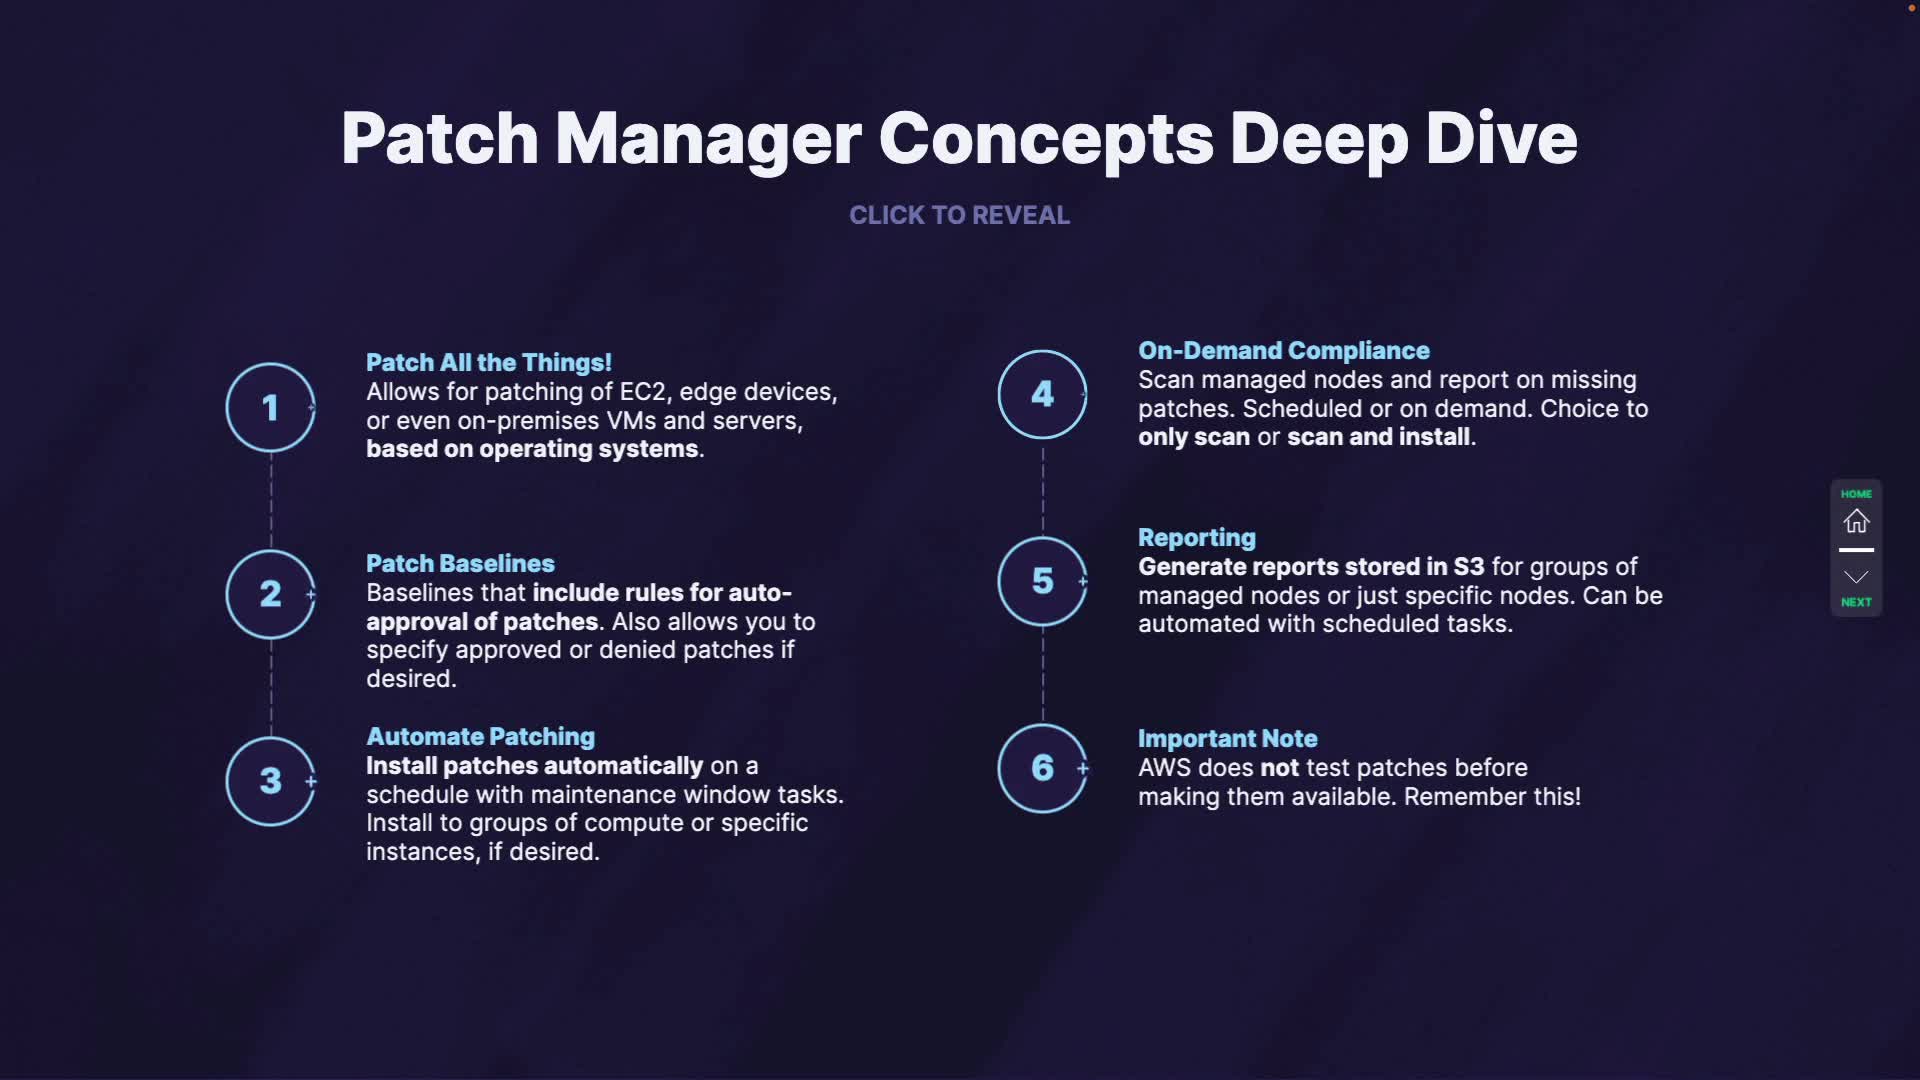 Patch Manager Concepts Deep Dive
CLICK TO REVEAL
1
Patch All the Things!
Allows for patching of EC2, edge devices,
or even on-premises VMs and servers,
based on operating systems.
2
Patch Baselines
Baselines that include rules for auto-
approval of patches. Also allows you to
specify approved or denied patches if
desired.
3
Automate Patching
Install patches automatically on a
schedule with maintenance window tasks.
Install to groups of compute or specific
instances, if desired.
4
On-Demand Compliance
Scan managed nodes and report on missing
patches. Scheduled or on demand. Choice to
only scan or scan and install.
5
Reporting
Generate reports stored in S3 for groups of
managed nodes or just specific nodes. Can be
automated with scheduled tasks.
6
Important Note
AWS does not test patches before
making them available. Remember this!
HOME
NEXT